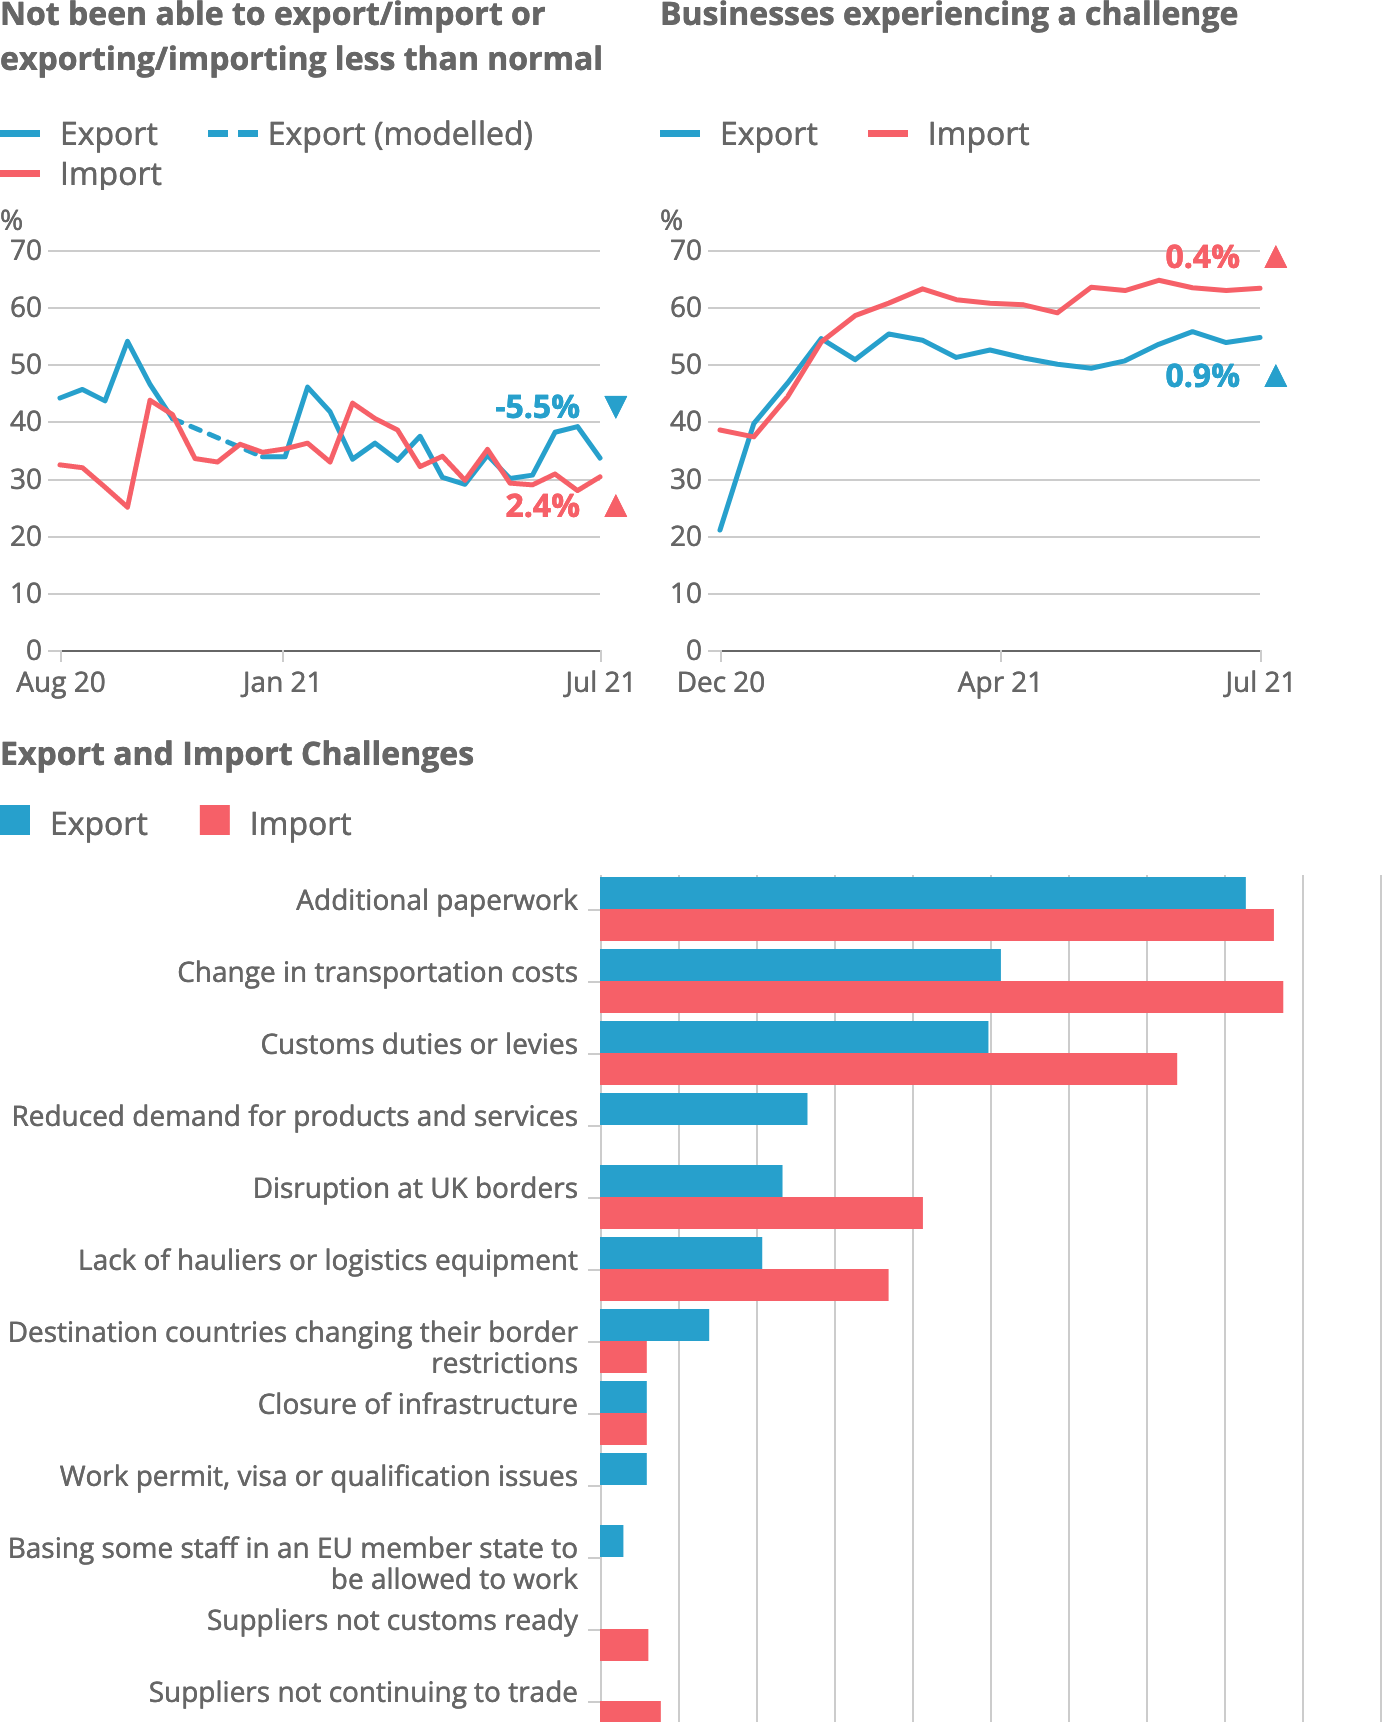 Not been able to export/import or
exporting/importing less than normal
Export
Export (modelled)
Import
%
70
60
50
40
30
20
10
0
-5.5%
2.4%
Aug 20
Jan 21
Jul 21
Businesses experiencing a challenge
Export
Import
%
70
60
50
40
30
20
10
0
0.4%
0.9%
Dec 20
Apr 21
Jul 21
Export and Import Challenges
Export
Import
Additional paperwork
Change in transportation costs
Customs duties or levies
Reduced demand for products and services
Disruption at UK borders
Lack of hauliers or logistics equipment
Destination countries changing their border
restrictions
Closure of infrastructure
Work permit, visa or qualification issues
Basing some staff in an EU member state to
be allowed to work
Suppliers not customs ready
Suppliers not continuing to trade